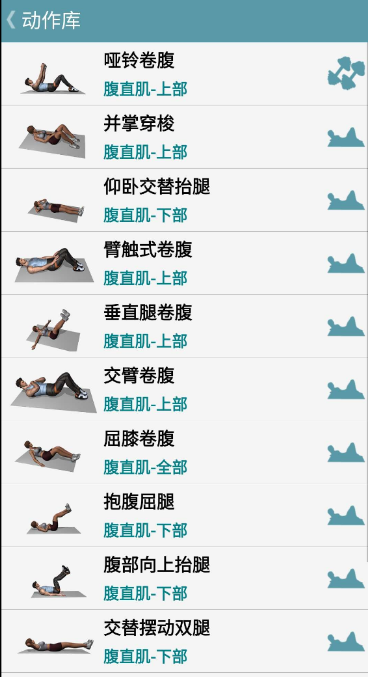 动作库
哑铃卷腹
腹直肌-上部
并掌穿梭
腹直肌-上部
仰卧交替抬腿
腹直肌-下部
臂触式卷腹
腹直肌-上部
垂直腿卷腹
腹直肌-上部
交臂卷腹
腹直肌-上部
屈膝卷腹
腹直肌-全部
抱腹屈腿
腹直肌-下部
腹部向上抬腿
腹直肌-下部
交替摆动双腿
腹直肌-下部